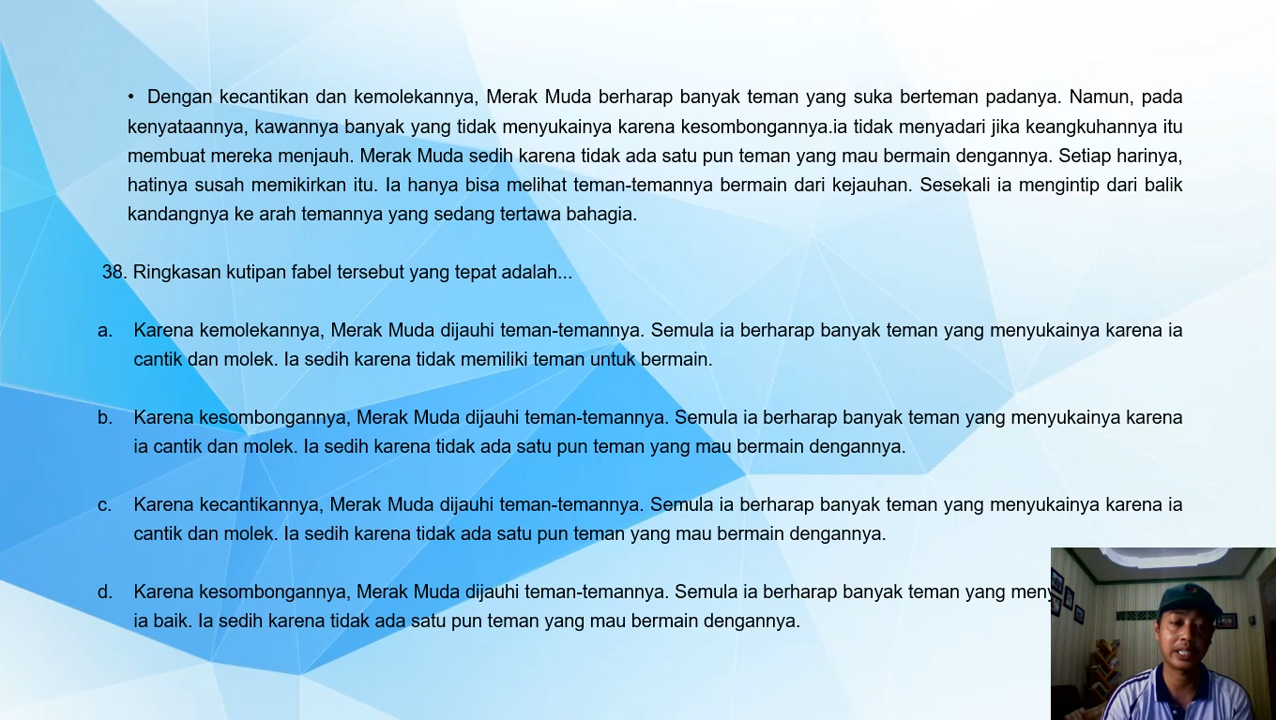 • Dengan kecantikan dan kemolekannya, Merak Muda berharap banyak teman yang suka berteman padanya. Namun, pada
kenyataannya, kawannya banyak yang tidak menyukainya karena kesombongannya.ia tidak menyadari jika keangkuhannya itu
membuat mereka menjauh. Merak Muda sedih karena tidak ada satu pun teman yang mau bermain dengannya. Setiap harinya,
hatinya susah memikirkan itu. Ia hanya bisa melihat teman-temannya bermain dari kejauhan. Sesekali ia mengintip dari balik
kandangnya ke arah temannya yang sedang tertawa bahagia.
38. Ringkasan kutipan fabel tersebut yang tepat adalah...
a. Karena kemolekannya, Merak Muda dijauhi teman-temannya. Semula ia berharap banyak teman yang menyukainya karena ia
cantik dan molek. Ia sedih karena tidak memiliki teman untuk bermain.
b. Karena kesombongannya, Merak Muda dijauhi teman-temannya. Semula ia berharap banyak teman yang menyukainya karena
ia cantik dan molek. Ia sedih karena tidak ada satu pun teman yang mau bermain dengannya.
c. Karena kecantikannya, Merak Muda dijauhi teman-temannya. Semula ia berharap banyak teman yang menyukainya karena ia
cantik dan molek. Ia sedih karena tidak ada satu pun teman yang mau bermain dengannya.
d. Karena kesombongannya, Merak Muda dijauhi teman-temannya. Semula ia berharap banyak teman yang
ia baik. Ia sedih karena tidak ada satu pun teman yang mau bermain dengannya.